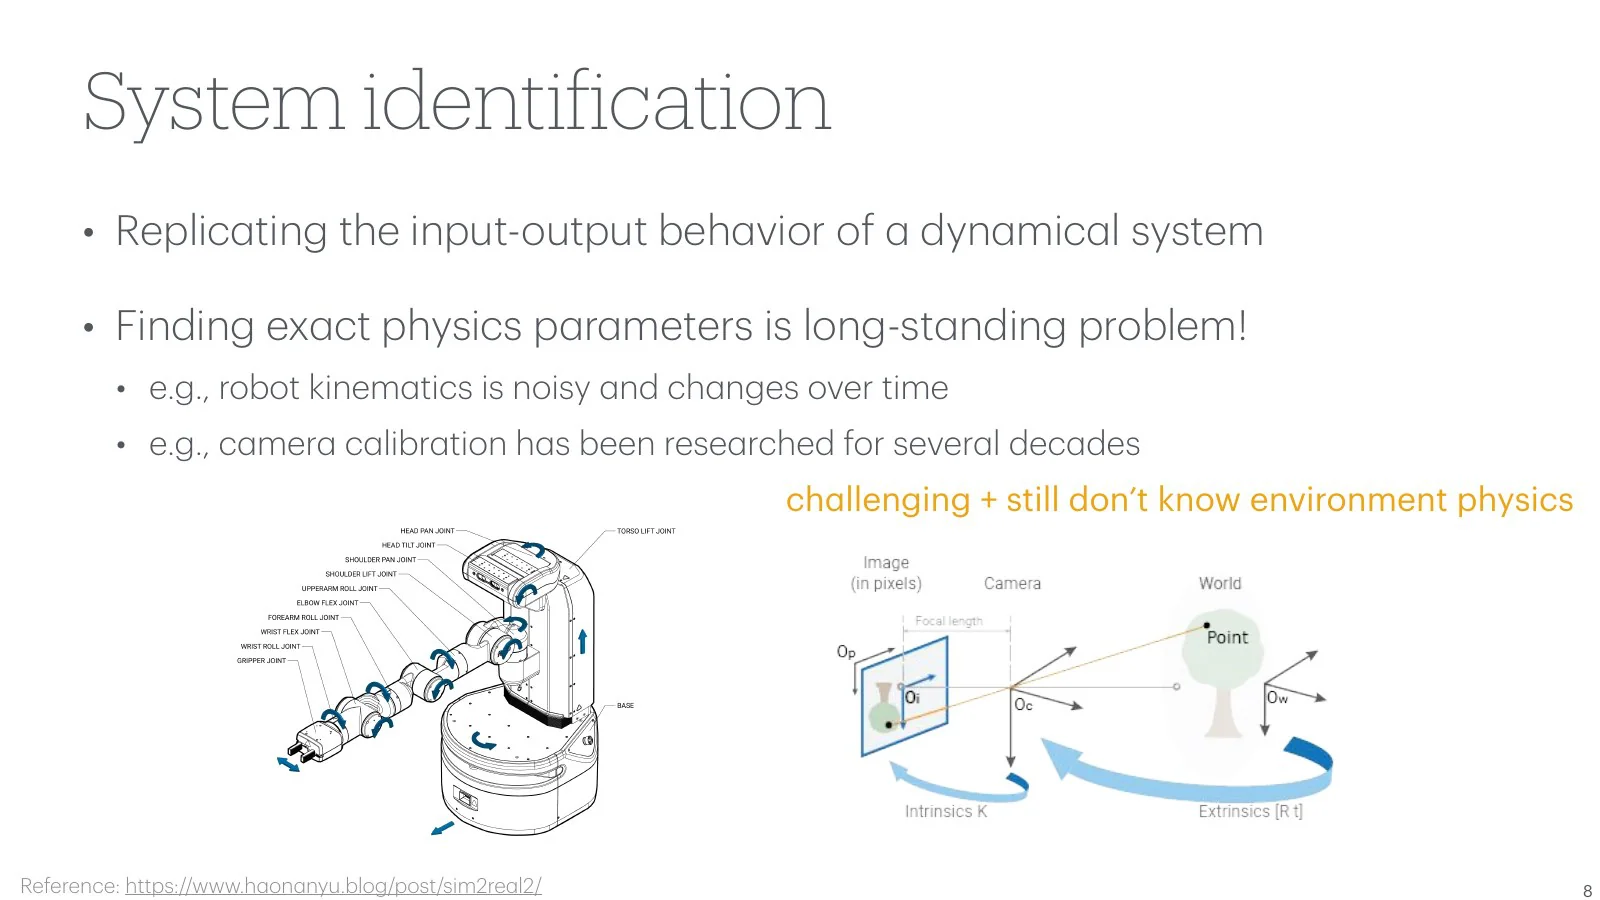 System identification
• Replicating the input-output behavior of a dynamical system
• Finding exact physics parameters is long-standing problem!
• e.g., robot kinematics is noisy and changes over time
• e.g., camera calibration has been researched for several decades
challenging + still don’t know environment physics
HEAD PAN JOINT
HEAD TILT JOINT
SHOULDER PAN JOINT
SHOULDER LIFT JOINT
UPPERARM ROLL JOINT
ELBOW FLEX JOINT
FOREARM ROLL JOINT
WRIST FLEX JOINT
WRIST ROLL JOINT
GRIPPER JOINT
TORSO LIFT JOINT
BASE
Image
(in pixels)
Camera
World
Focal length
Op
Oi
Oc
Point
Ow
Intrinsics K
Extrinsics [R t]
Reference: https://www.haonanyu.blog/post/sim2real2/
8